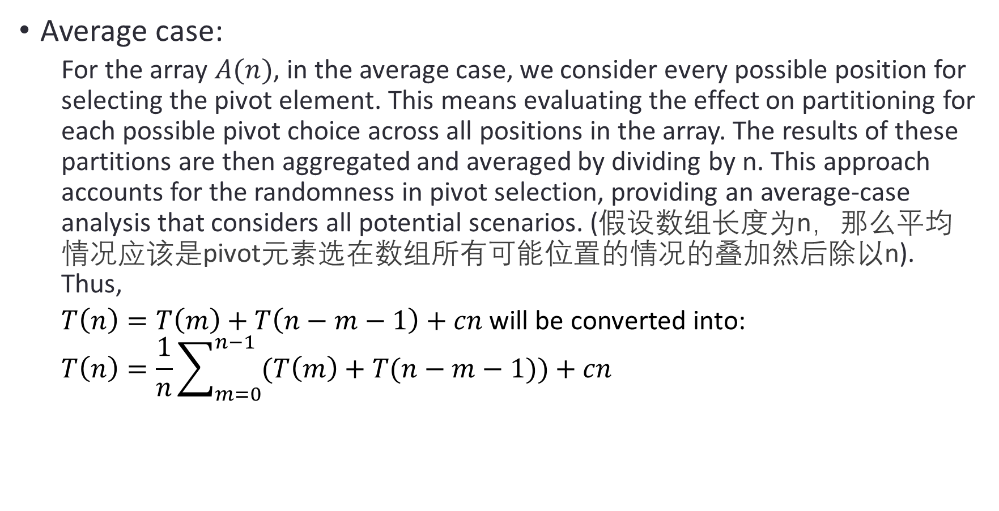 • Average case:
For the array A(n), in the average case, we consider every possible position for
selecting the pivot element. This means evaluating the effect on partitioning for
each possible pivot choice across all positions in the array. The results of these
partitions are then aggregated and averaged by dividing by n. This approach
accounts for the randomness in pivot selection, providing an average-case
analysis that considers all potential scenarios. (假设数组长度为n, 那么平均
情况应该是pivot元素选在数组所有可能位置的情况的叠加然后除以n).
Thus,
T(n) = T(m) + T(n − m − 1) + cn will be converted into:
T(n) = \frac{1}{n} \sum_{m=0}^{n-1} (T(m) + T(n − m − 1)) + cn